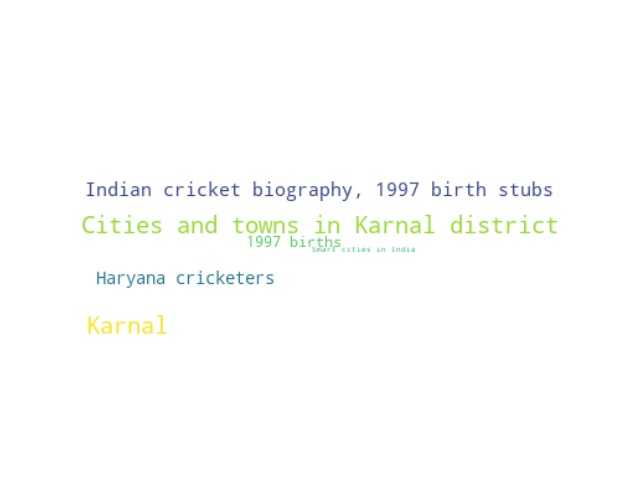 Indian cricket biography, 1997 birth stubs
Cities and towns in Karnal district
1997 births
Smart cities in India
Haryana cricketers
Karnal